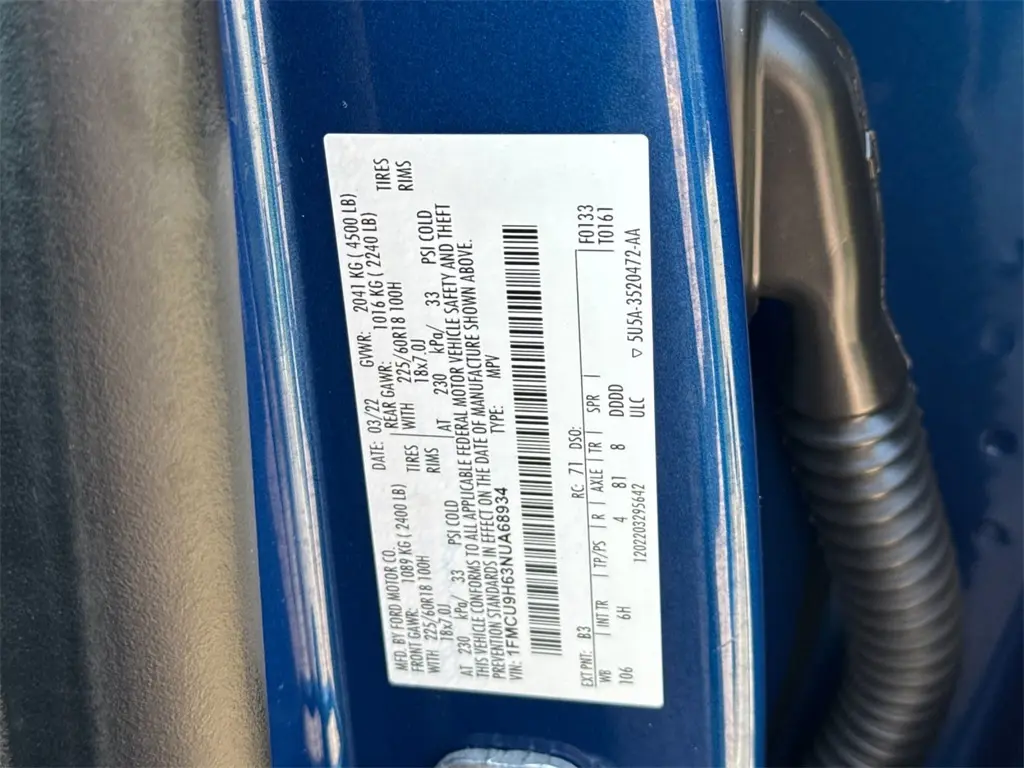 MFD. BY FORD MOTOR CO.
DATE: 03/22 GVWR: 2041 KG ( 4500 LB)
FRONT GAWR: 1089 KG ( 2400 LB)
REAR GAWR: 1016 KG ( 2240 LB)
WITH 225/60R18 100H TIRES
WITH 225/60R18 100H TIRES
18x7.0J RIMS
18x7.0J RIMS
AT 230 kPa/ 33 PSI COLD
AT 230 kPa/ 33 PSI COLD
THIS VEHICLE CONFORMS TO ALL APPLICABLE FEDERAL MOTOR VEHICLE SAFETY AND THEFT
PREVENTION STANDARDS IN EFFECT ON THE DATE OF MANUFACTURE SHOWN ABOVE.
VIN: 1FMCU9H63NUA68934 TYPE: MPV
EXT PNT: B3 RC: 71 DSO: F0133
WB INT TR TP/PS R AXLE TR SPR T0161
106 6H 4 81 8 DDDD
1202203295642 ULC ▽ 5U5A-3520472-AA